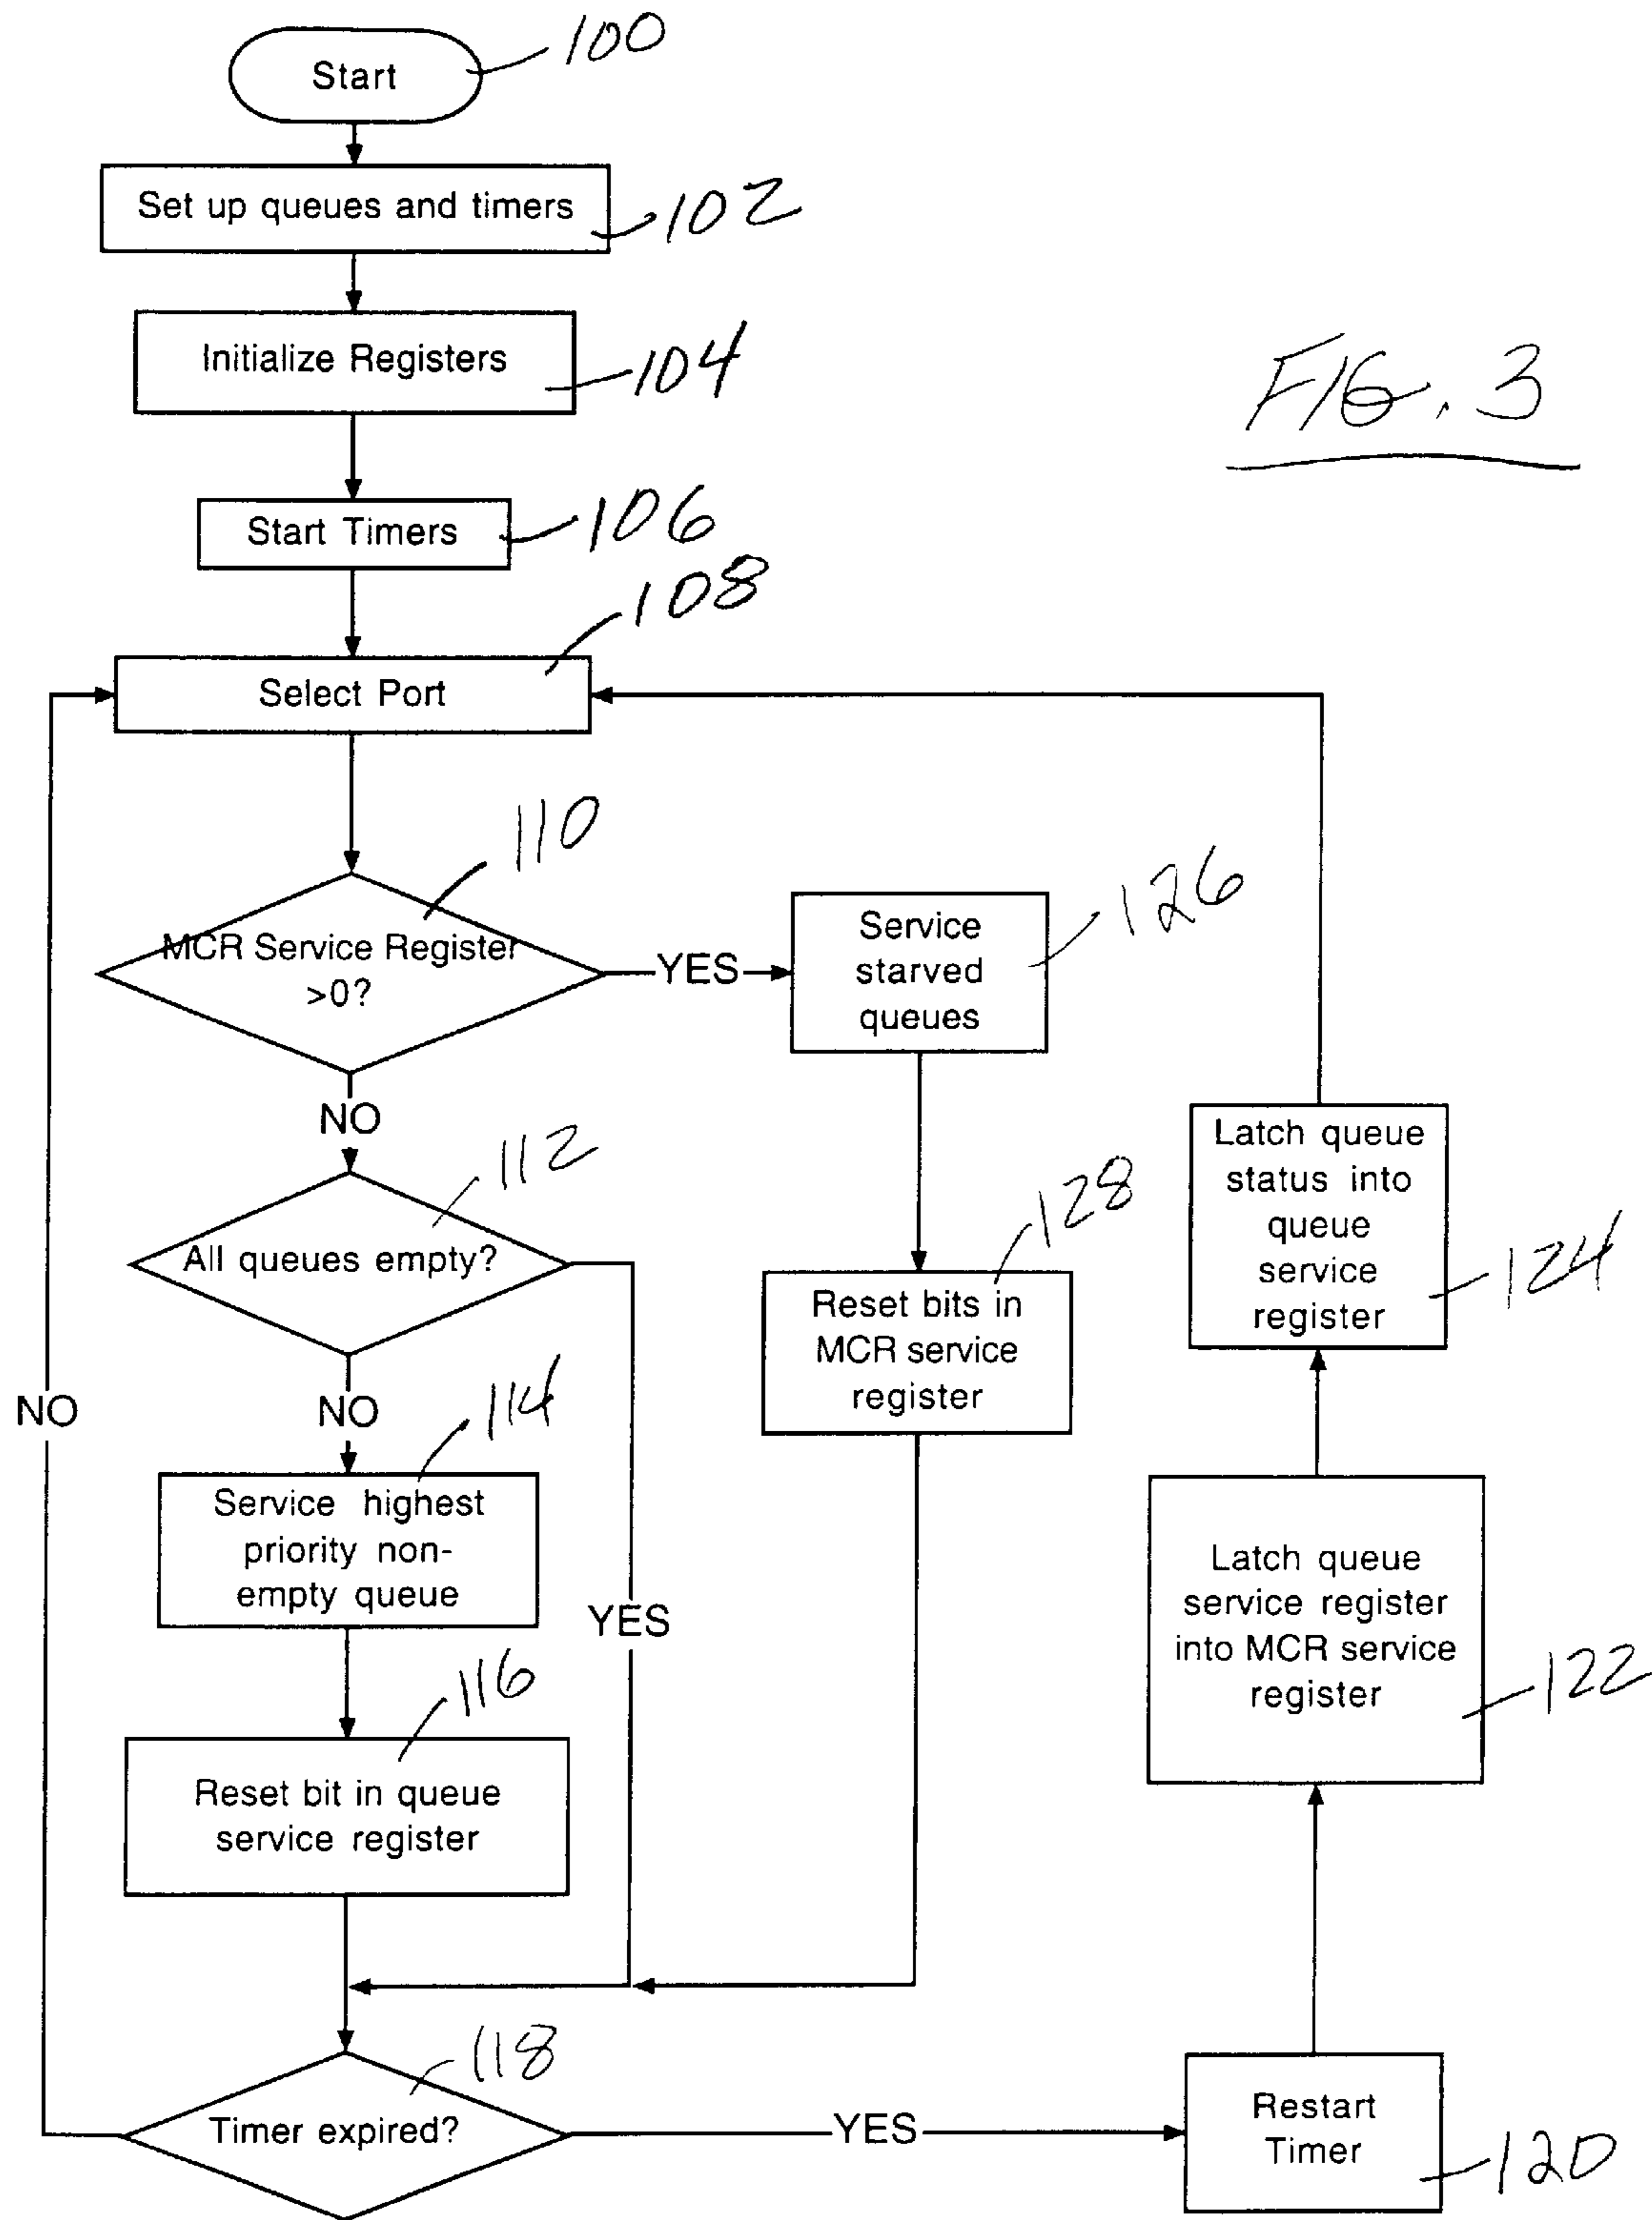 Start
100
Set up queues and timers
102
Initialize Registers
104
FIG. 3
Start Timers
106
108
Select Port
110
MCR Service Register
>0?
YES
Service
starved
queues
126
NO
112
All queues empty?
128
Reset bits in
MCR service
register
Latch queue
status into
queue
service
register
124
NO
NO
114
Service highest
priority non-
empty queue
YES
Latch queue
service register
into MCR service
register
122
116
Reset bit in queue
service register
118
Timer expired?
YES
Restart
Timer
120